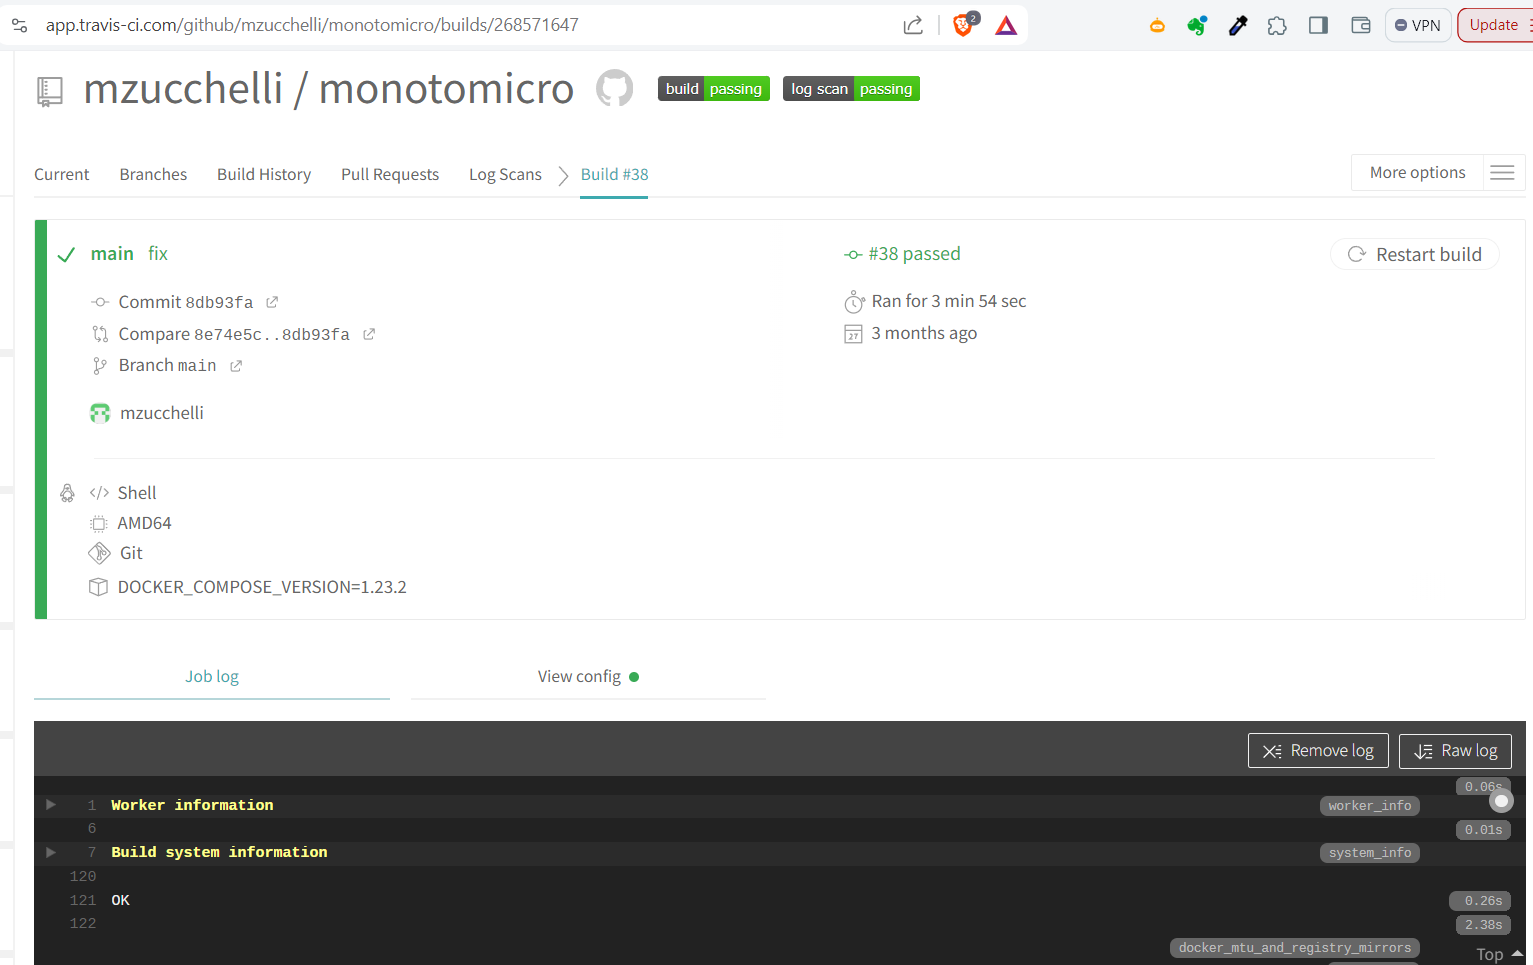 app.travis-ci.com/github/mzucchelli/monotomicro/builds/268571647
2
VPN
Update
mzucchelli / monotomicro
build passing
log scan passing
Current
Branches
Build History
Pull Requests
Log Scans
Build #38
More options
main fix
#38 passed
Restart build
Commit 8db93fa
Ran for 3 min 54 sec
Compare 8e74e5c..8db93fa
27
3 months ago
Branch main
mzucchelli
</> Shell
AMD64
Git
DOCKER_COMPOSE_VERSION=1.23.2
Job log
View config
Remove log
Raw log
0.06s
1 Worker information
worker_info
6
0.01s
7 Build system information
system_info
120
121 OK
0.26s
122
2.38s
docker_mtu_and_registry_mirrors
Top